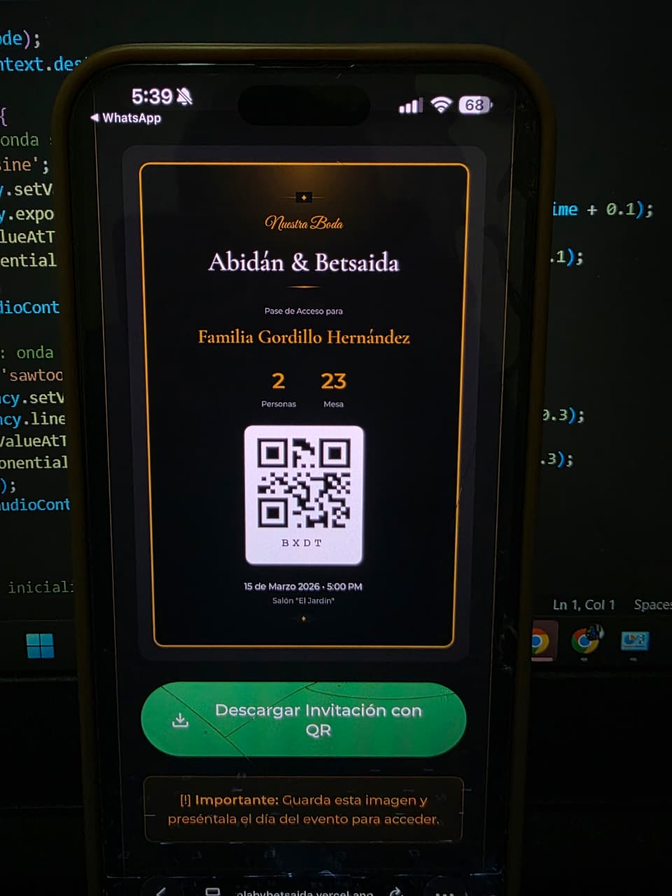 ode);
ntext.des
5:39
68
WhatsApp
{
onda
sine';
y.setV
ime + 0.1);
y.expo
lueAtT
.1);
ential
Nuestra Boda
Abidán & Betsaida
dioCont
Pase de Acceso para
Familia Gordillo Hernández
: onda
'sawtoo
2 23
Personas Mesa
cy.setV
cy.line
0.3);
ValueAtT
onential
.3);
);
udioCont
BXDT
inicial:
15 de Marzo 2026 • 5:00 PM
Salón "El Jardín"
Ln 1, Col 1 Spaces
Descargar Invitación con
QR
[!] Importante: Guarda esta imagen y
preséntala el día del evento para acceder.